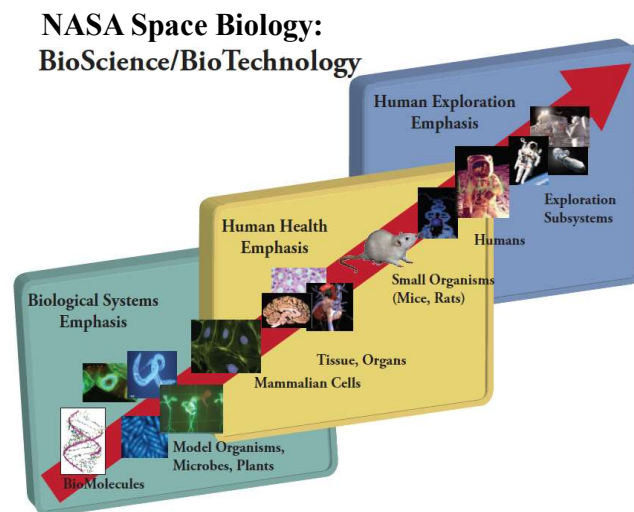 NASA Space Biology:
BioScience/BioTechnology
Human Exploration
Emphasis
Exploration
Subsystems
Humans
Human Health
Emphasis
Small Organisms
(Mice, Rats)
Tissue, Organs
Mammalian Cells
Biological Systems
Emphasis
Model Organisms,
Microbes, Plants
BioMolecules